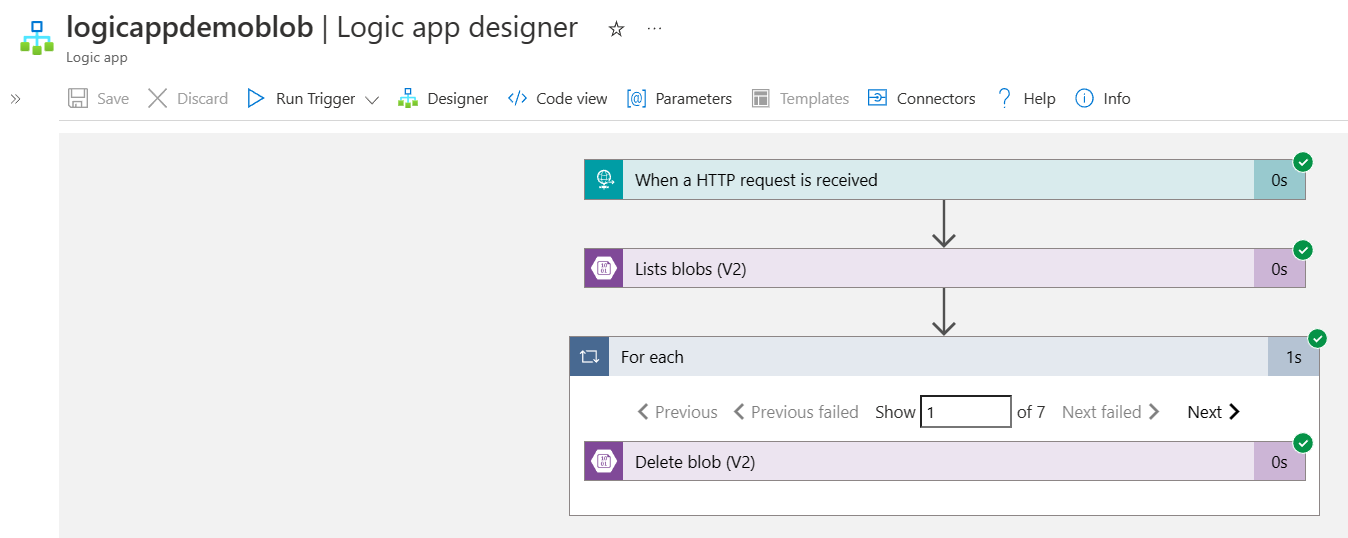 logicappdemoblob | Logic app designer
Logic app
Save Discard Run Trigger Designer Code view Parameters Templates Connectors Help Info
When a HTTP request is received 0s
Lists blobs (V2) 0s
For each 1s
Previous Previous failed Show 1 of 7 Next failed Next
Delete blob (V2) 0s